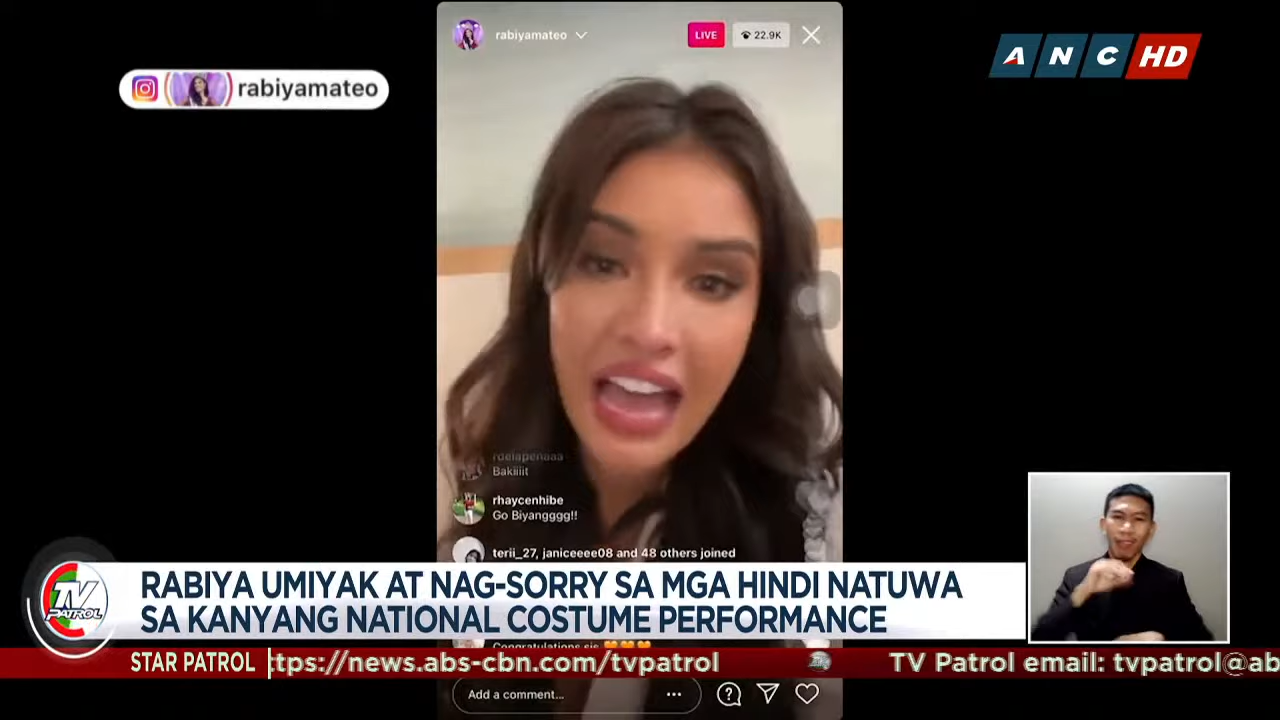 rabiyamateo
LIVE
22.9K
ANC HD
rabiyamateo
rdelapenaaa
Bakiiiit
rhaycenhibe
Go Biyangggg!!
terii_27, janiceeee08 and 48 others joined
TV PATROL
RABIYA UMIYAK AT NAG-SORRY SA MGA HINDI NATUWA
SA KANYANG NATIONAL COSTUME PERFORMANCE
Congratulations sis 🧡🧡🧡
STAR PATROL ttps://news.abs-cbn.com/tvpatrol TV Patrol email: tvpatrol@ab
Add a comment...